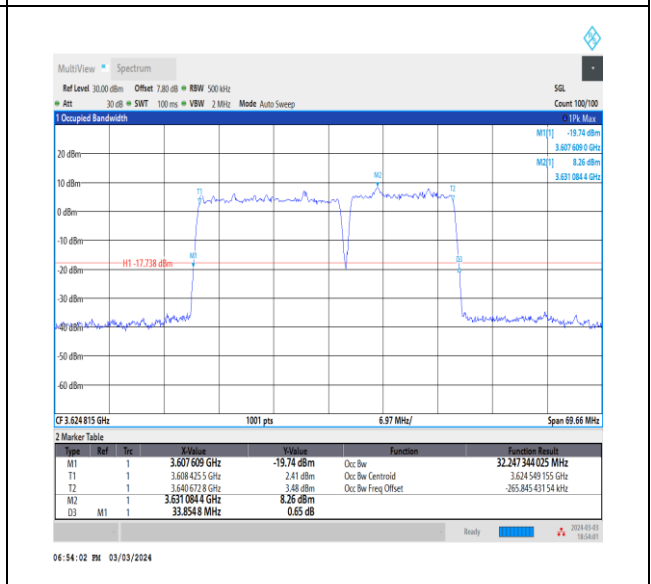 MultiView Spectrum
Ref Level 30.00 dBm Offset 7.80 dB RBW 500 kHz SGL
Att 30 dB SWT 100 ms VBW 2 MHz Mode Auto Sweep Count 100/100
1 Occupied Bandwidth 1Pk Max
M1[1] -19.74 dBm
3.607 609 0 GHz
M2[1] 8.26 dBm
3.631 084 4 GHz
20 dBm
10 dBm
0 dBm
-10 dBm
-20 dBm
-30 dBm
-40 dBm
-50 dBm
-60 dBm
T1
M2
T2
M1
H1 -17.738 dBm
CF 3.624 815 GHz 1001 pts 6.97 MHz/ Span 69.66 MHz
2 Marker Table
Type Ref Trc X-Value Y-Value Function Function Result
M1 1 3.607 609 GHz -19.74 dBm Occ Bw 32.247 344 025 MHz
T1 1 3.608 425 5 GHz 2.41 dBm Occ Bw Centroid 3.624 549 155 GHz
T2 1 3.640 672 8 GHz 3.48 dBm Occ Bw Freq Offset -265.845 431 54 kHz
M2 1 3.631 084 4 GHz 8.26 dBm
D3 M1 1 33.854 8 MHz 0.65 dB
Ready 2024-03-03
18:54:01
06:54:02 PM 03/03/2024